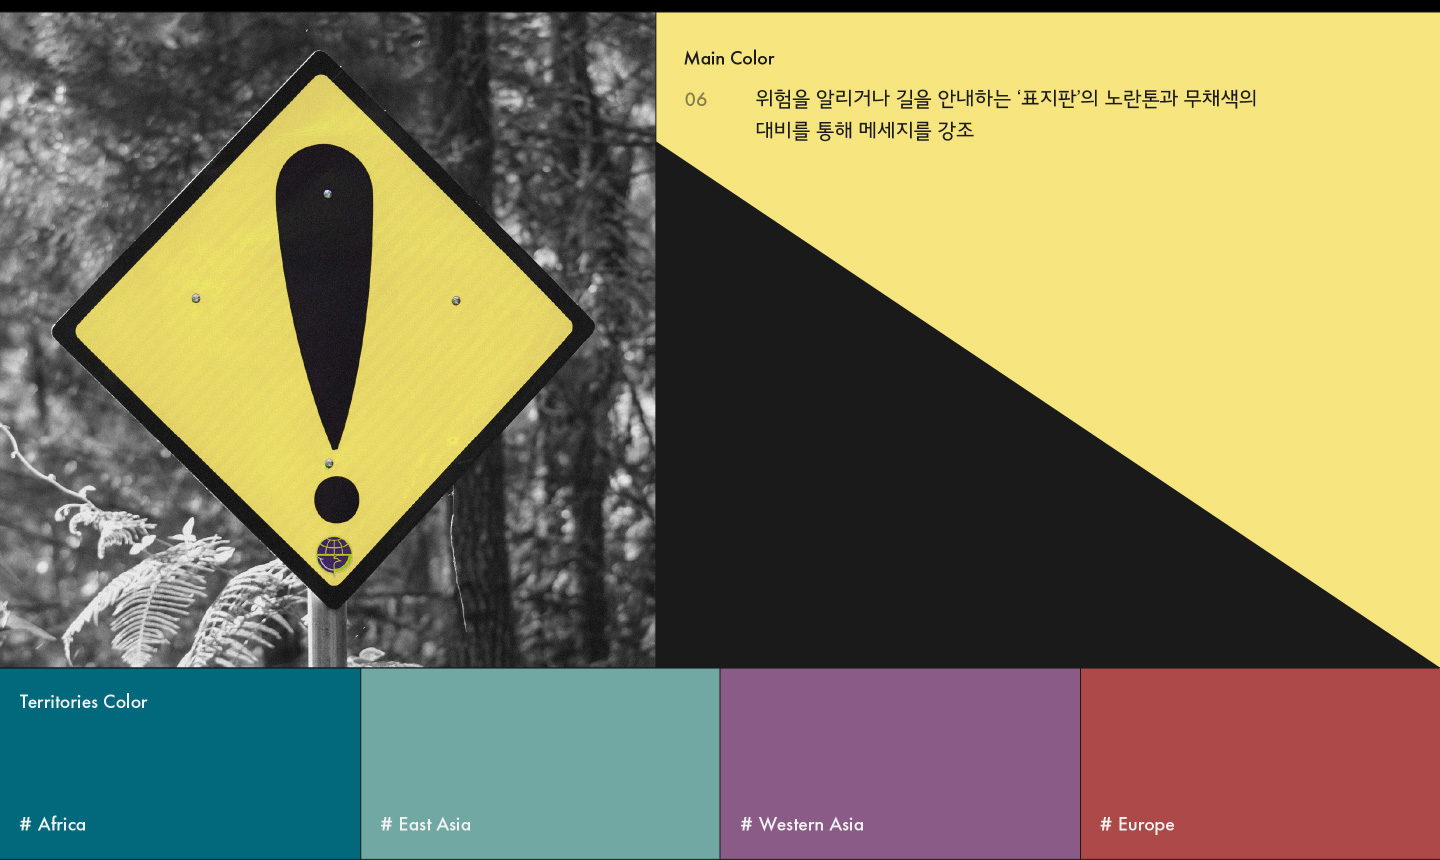 Main Color
06 위험을 알리거나 길을 안내하는 ‘표지판’의 노란톤과 무채색의
대비를 통해 메세지를 강조
!
Territories Color
# Africa
# East Asia
# Western Asia
# Europe